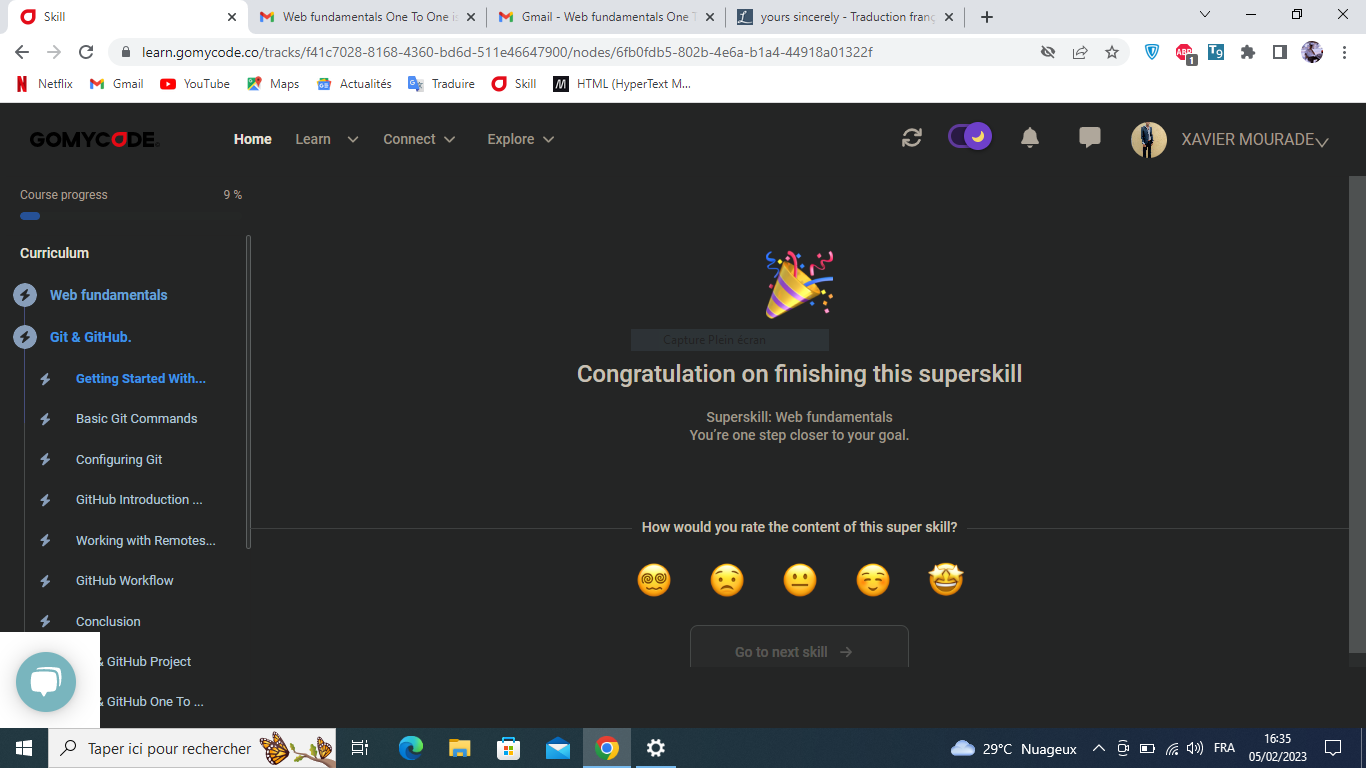 Skill
Web fundamentals One To One is
Gmail - Web fundamentals One T
yours sincerely - Traduction franç
learn.gomycode.co/tracks/f41c7028-8168-4360-bd6d-511e46647900/nodes/6fb0fdb5-802b-4e6a-b1a4-44918a01322f
ABP
1
T9
Netflix
Gmail
YouTube
Maps
Actualités
Traduire
Skill
HTML (HyperText M...
GOMYCODE
Home
Learn
Connect
Explore
XAVIER MOURADE
Course progress
9 %
Curriculum
Web fundamentals
Git & GitHub.
Getting Started With...
Basic Git Commands
Configuring Git
GitHub Introduction ...
Working with Remotes...
GitHub Workflow
Conclusion
& GitHub Project
& GitHub One To ...
Capture Plein écran
Congratulation on finishing this superskill
Superskill: Web fundamentals
You're one step closer to your goal.
How would you rate the content of this super skill?
Go to next skill
Taper ici pour rechercher
29°C Nuageux
FRA
16:35
05/02/2023